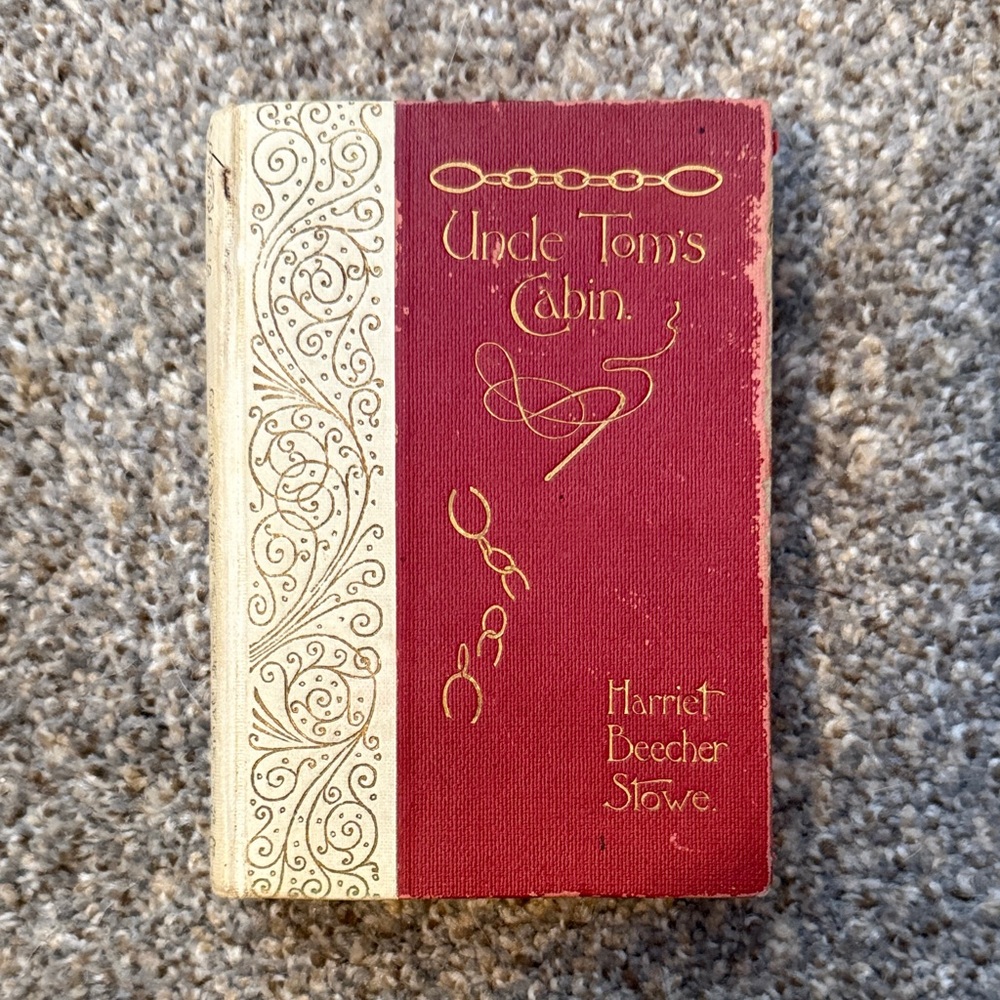 Uncle Tom's
Cabin.
Harriet
Beecher
Stowe.